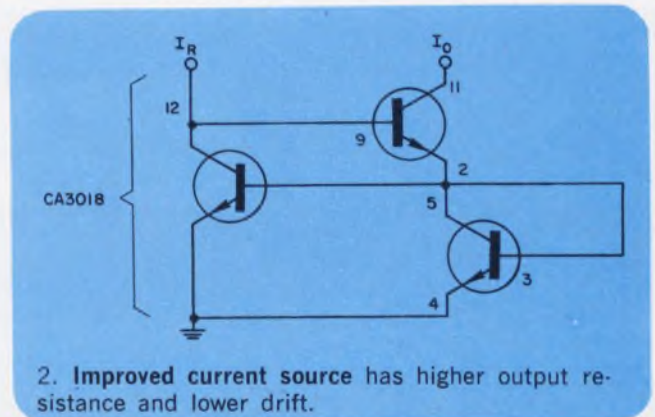 I_R
I_O
12
11
9
2
CA3018
5
3
4
2. Improved current source has higher output re-
sistance and lower drift.